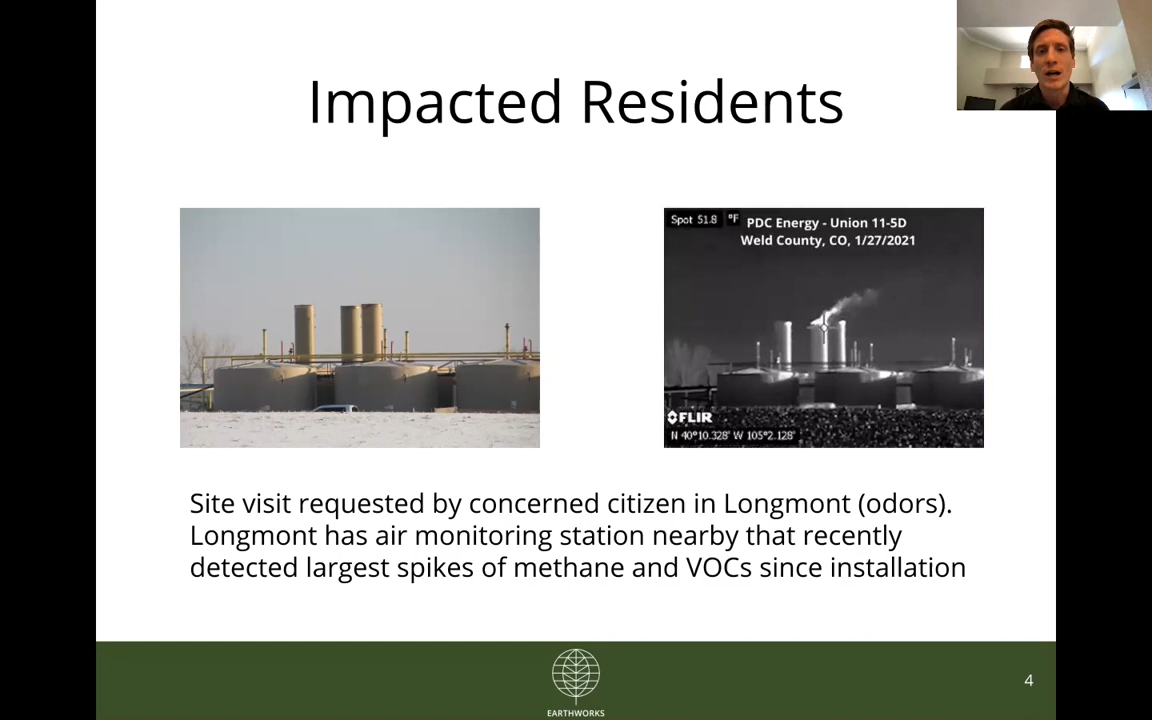 Impacted Residents
Spot 51.8 °F
PDC Energy - Union 11-5D
Weld County, CO, 1/27/2021
FLIR
N 40°10.328' W 105°2.128'
Site visit requested by concerned citizen in Longmont (odors).
Longmont has air monitoring station nearby that recently
detected largest spikes of methane and VOCs since installation
EARTHWORKS
4